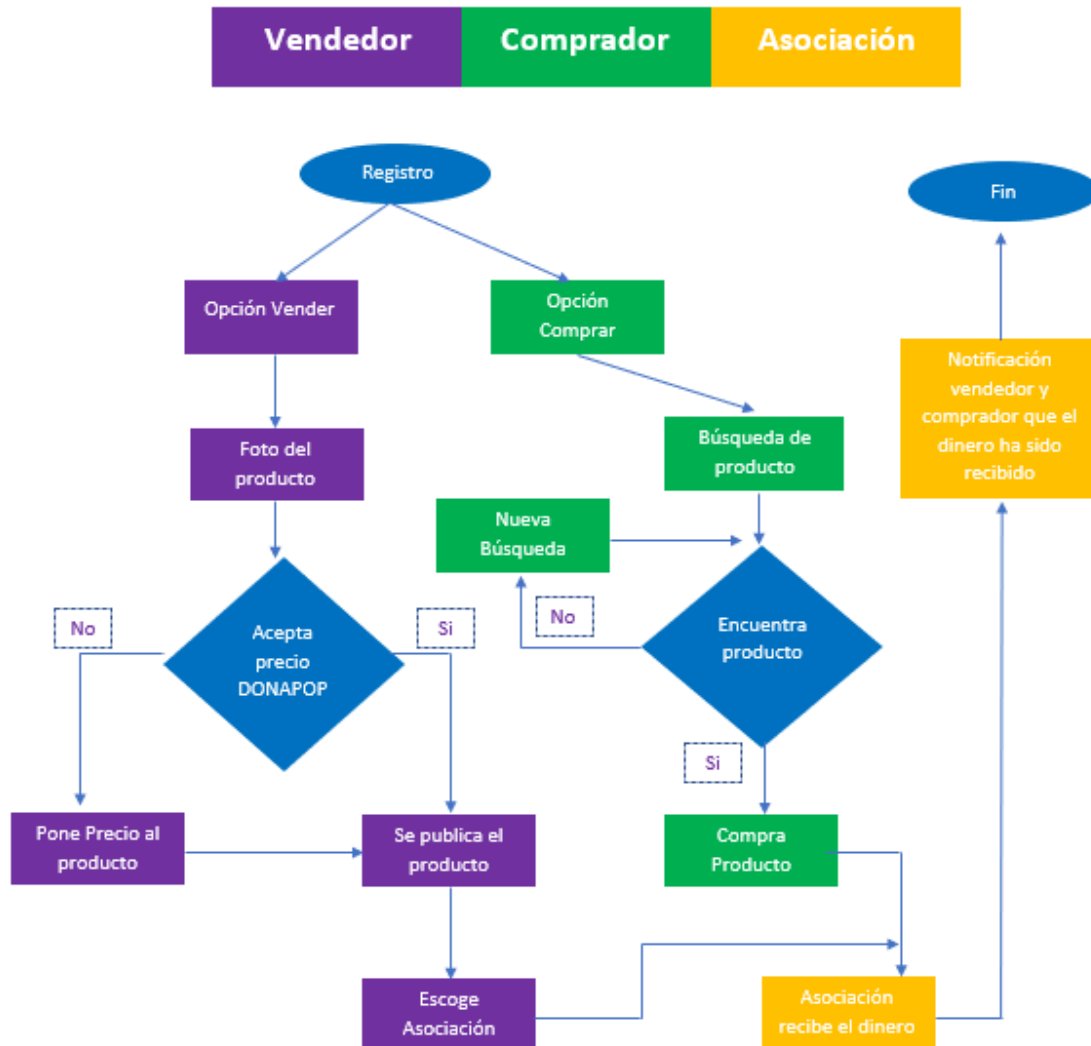 Vendedor
Comprador
Asociación
Registro
Fin
Opción Vender
Opción
Comprar
Notificación
vendedor y
comprador que el
dinero ha sido
recibido
Foto del
producto
Búsqueda de
producto
Nueva
Búsqueda
No
Si
Acepta
precio
DONAPOP
No
Encuentra
producto
Si
Pone Precio al
producto
Se publica el
producto
Compra
Producto
Escoge
Asociación
Asociación
recibe el dinero